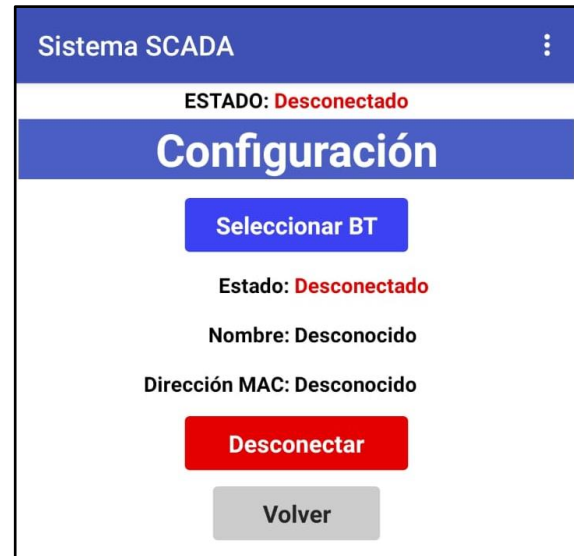 Sistema SCADA
ESTADO: Desconectado
Configuración
Seleccionar BT
Estado: Desconectado
Nombre: Desconocido
Dirección MAC: Desconocido
Desconectar
Volver